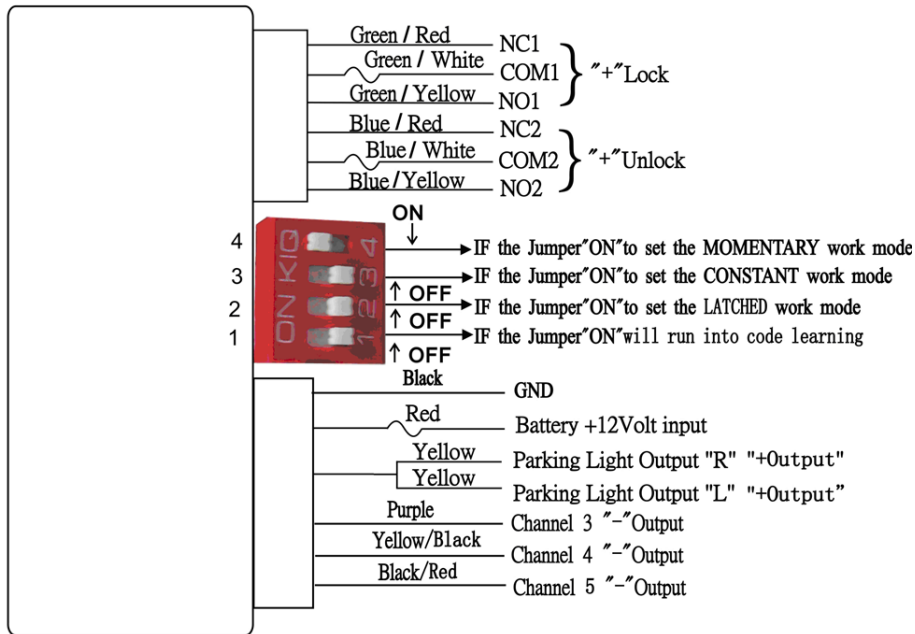 Green / Red NC1
Green / White COM1
Green / Yellow NO1
"+"Lock
Blue / Red NC2
Blue / White COM2
Blue / Yellow NO2
"+"Unlock
ON
4 ON KIQ 4 IF the Jumper"ON"to set the MOMENTARY work mode
3 3 IF the Jumper"ON"to set the CONSTANT work mode
OFF
2 2 IF the Jumper"ON"to set the LATCHED work mode
OFF
1 1 IF the Jumper"ON"will run into code learning
OFF
Black GND
Red Battery +12Volt input
Yellow Parking Light Output "R" "+Output"
Yellow Parking Light Output "L" "+Output"
Purple Channel 3 "-"Output
Yellow/Black Channel 4 "-"Output
Black/Red Channel 5 "-"Output